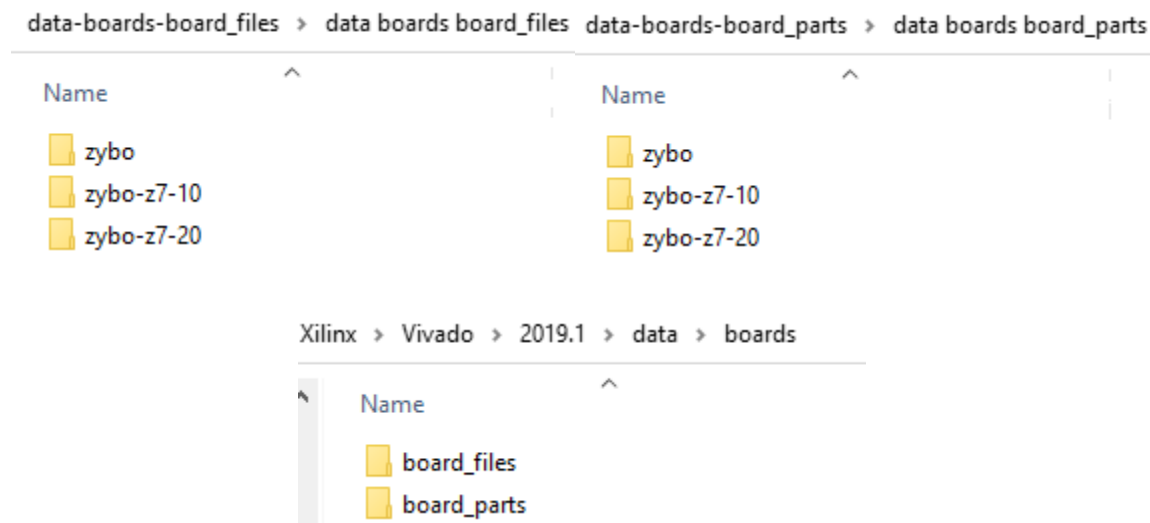 data-boards-board_files > data boards board_files
Name
zybo
zybo-z7-10
zybo-z7-20
data-boards-board_parts > data boards board_parts
Name
zybo
zybo-z7-10
zybo-z7-20
Xilinx > Vivado > 2019.1 > data > boards
Name
board_files
board_parts